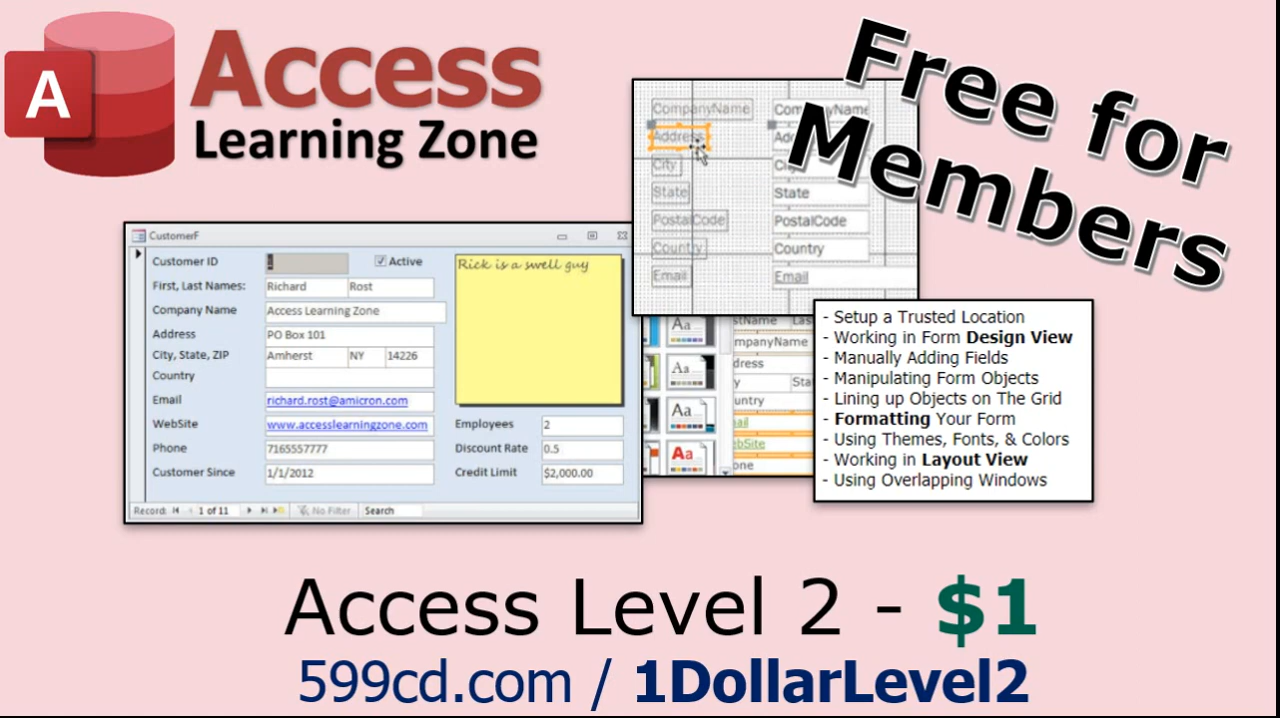 A
Access
Learning Zone
Free for
Members
CompanyName CompanyName
Address
City
State State
PostalCode PostalCode
Country Country
Email Email
CustomerF
Customer ID Active
First, Last Names: Richard Rost
Company Name Access Learning Zone
Address PO Box 101
City, State, ZIP Amherst NY 14226
Country
Email richard.rost@amicron.com
WebSite www.accesslearningzone.com
Phone 7165557777
Customer Since 1/1/2012
Rick is a swell guy
Employees 2
Discount Rate 0.5
Credit Limit $2,000.00
Record: 1 of 11 No Filter Search
Aa
Aa
Aa
Aa
- Setup a Trusted Location
- Working in Form Design View
- Manually Adding Fields
- Manipulating Form Objects
- Lining up Objects on The Grid
- Formatting Your Form
- Using Themes, Fonts, & Colors
- Working in Layout View
- Using Overlapping Windows
Access Level 2 - $1
599cd.com / 1DollarLevel2